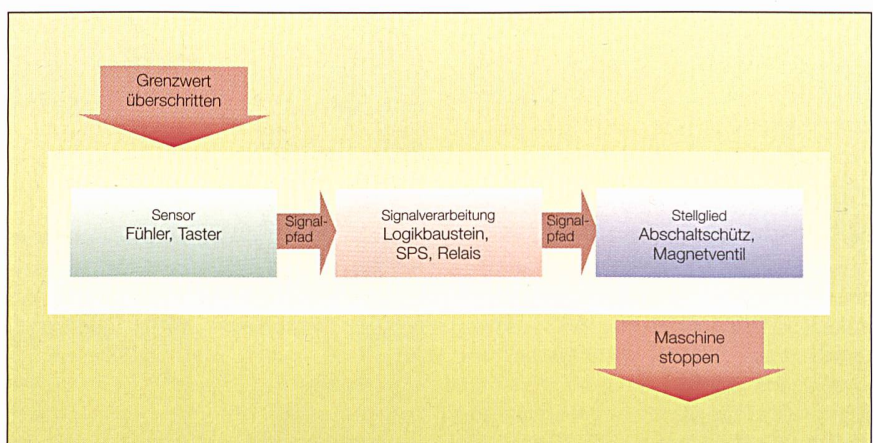 Grenzwert
überschritten
Sensor
Fühler, Taster
Signal-
pfad
Signalverarbeitung
Logikbaustein,
SPS, Relais
Signal-
pfad
Stellglied
Abschaltschütz,
Magnetventil
Maschine
stoppen